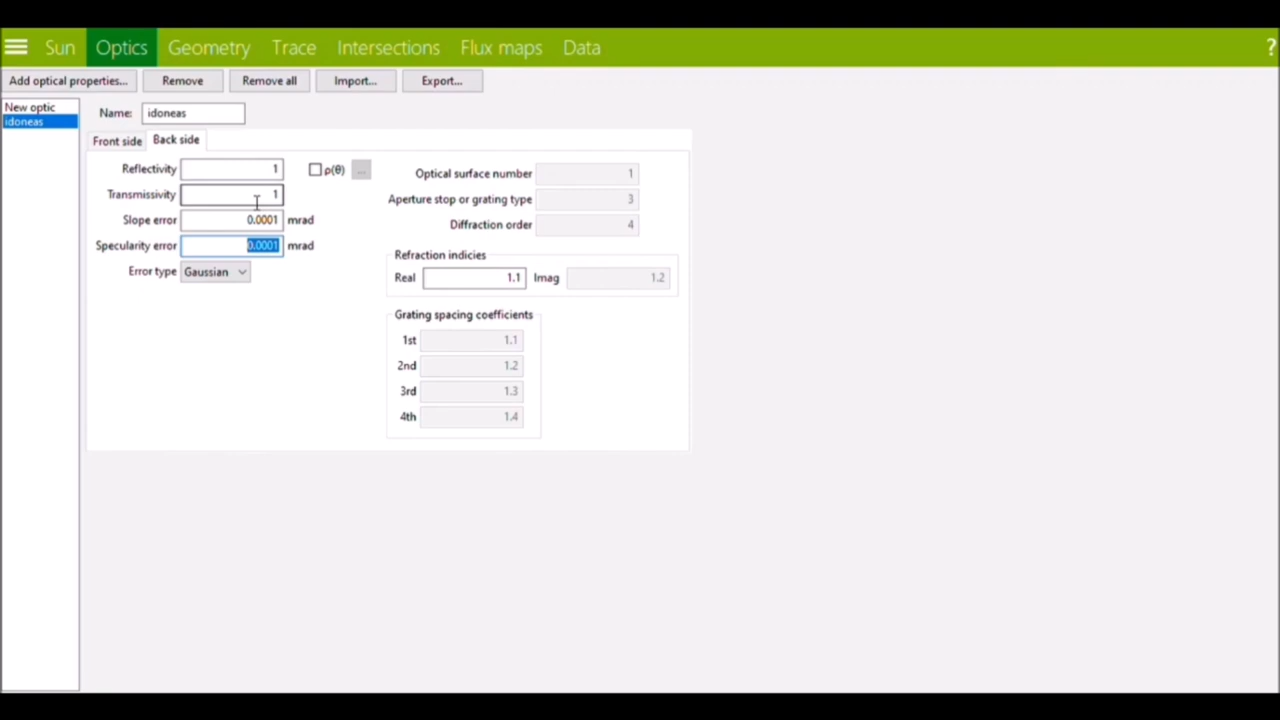 Sun Optics Geometry Trace Intersections Flux maps Data ?
Add optical properties... Remove Remove all Import... Export...
New optic
idoneas
Name: idoneas
Front side Back side
Reflectivity 1 ρ(θ) ...
Transmissivity 1
Slope error 0.0001 mrad
Specularity error 0.0001 mrad
Error type Gaussian
Optical surface number 1
Aperture stop or grating type 3
Diffraction order 4
Refraction indicies
Real 1.1 Imag 1.2
Grating spacing coefficients
1st 1.1
2nd 1.2
3rd 1.3
4th 1.4